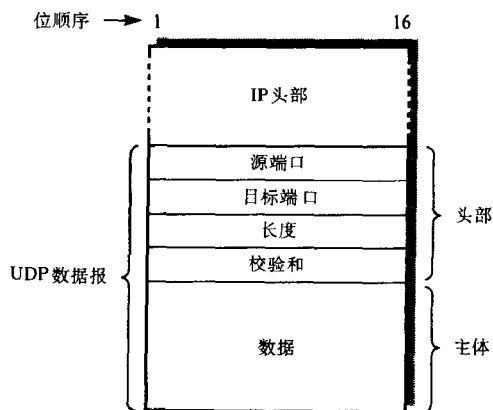 位顺序 → 1 16
IP头部
源端口
目标端口
长度
校验和
数据
UDP数据报
头部
主体